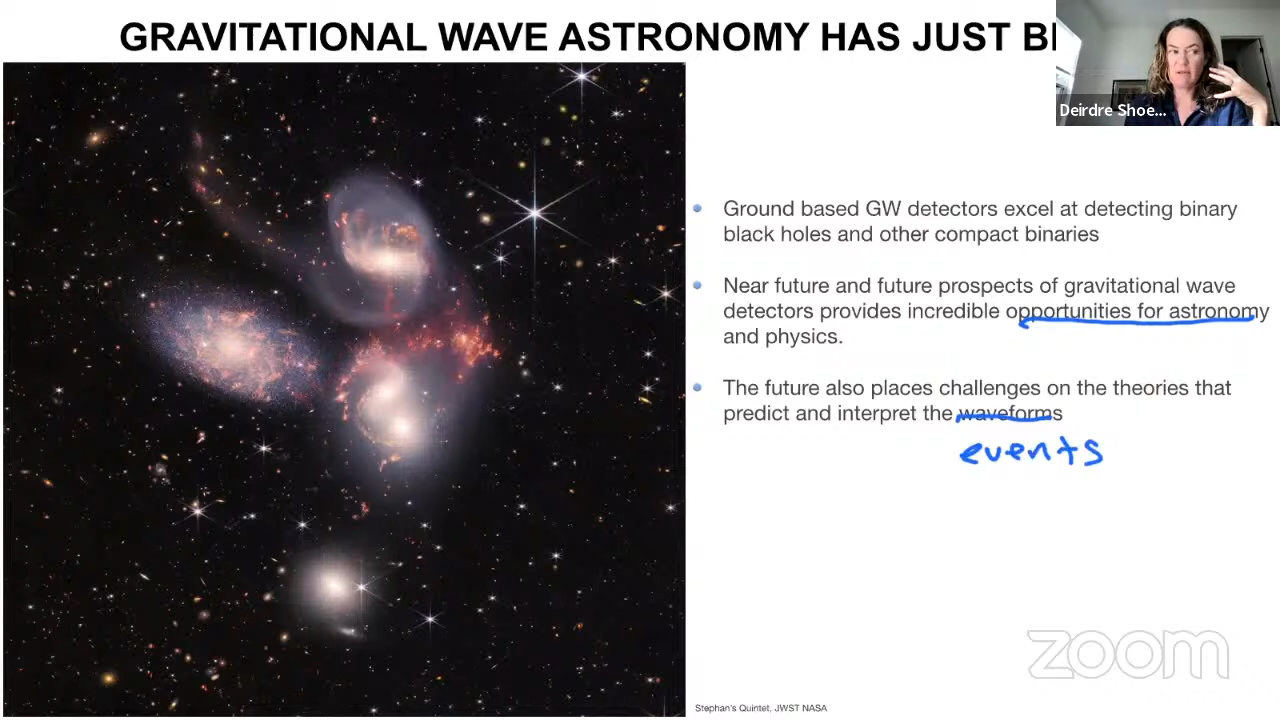 GRAVITATIONAL WAVE ASTRONOMY HAS JUST B
Deirdre Shoe...
Ground based GW detectors excel at detecting binary
black holes and other compact binaries
Near future and future prospects of gravitational wave
detectors provides incredible opportunities for astronomy
and physics.
The future also places challenges on the theories that
predict and interpret the waveforms
events
zoom
Stephan's Quintet, JWST NASA